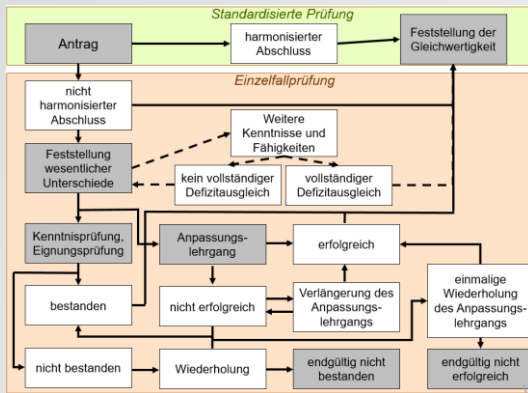 Standardisierte Prüfung
Antrag
harmonisierter
Abschluss
Feststellung der
Gleichwertigkeit
Einzelfallprüfung
nicht
harmonisierter
Abschluss
Weitere
Kenntnisse und
Fähigkeiten
Feststellung
wesentlicher
Unterschiede
kein vollständiger
Defizitausgleich
vollständiger
Defizitausgleich
Kenntnisprüfung,
Eignungsprüfung
Anpassungs-
lehrgang
erfolgreich
bestanden
nicht erfolgreich
Verlängerung des
Anpassungs-
lehrgangs
einmalige
Wiederholung
des Anpassungs-
lehrgangs
nicht bestanden
Wiederholung
endgültig nicht
bestanden
endgültig nicht
erfolgreich